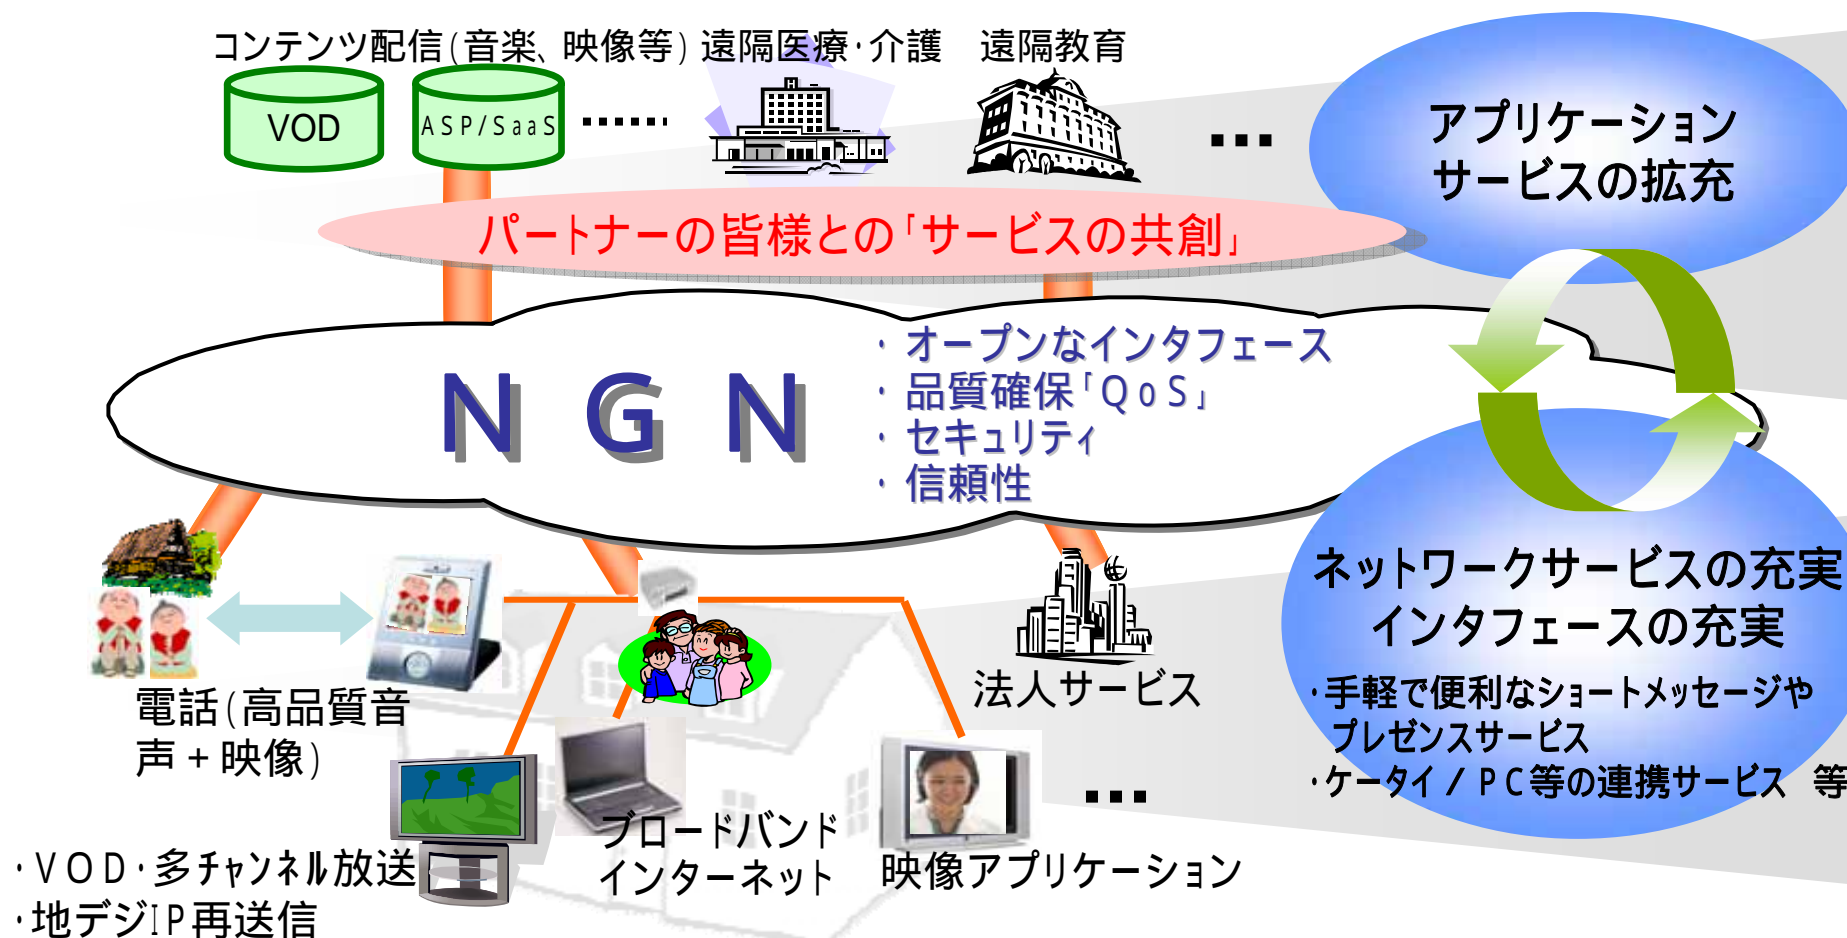 コンテンツ配信(音楽、映像等)
遠隔医療・介護
遠隔教育
VOD
ASP/SaaS
‥‥‥
…
アプリケーション
サービスの拡充
パートナーの皆様との「サービスの共創」
NGN
・オープンなインタフェース
・品質確保「QoS」
・セキュリティ
・信頼性
ネットワークサービスの充実
インタフェースの充実
・手軽で便利なショートメッセージや
プレゼンスサービス
・ケータイ/PC等の連携サービス 等
電話(高品質音
声+映像)
法人サービス
…
ブロードバンド
インターネット
映像アプリケーション
・VOD・多チャンネル放送
・地デジIP再送信